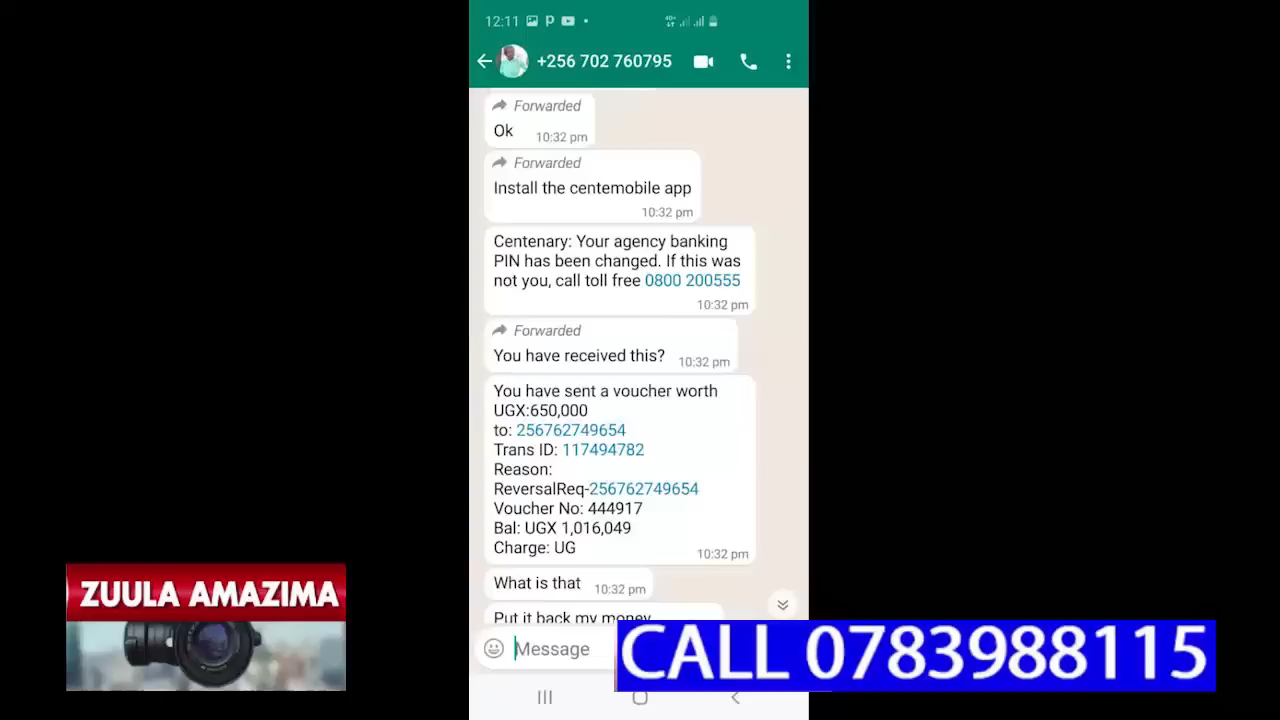 12:11
+256 702 760795
Forwarded
Ok 10:32 pm
Forwarded
Install the centemobile app
10:32 pm
Centenary: Your agency banking
PIN has been changed. If this was
not you, call toll free 0800 200555
10:32 pm
Forwarded
You have received this? 10:32 pm
You have sent a voucher worth
UGX:650,000
to: 256762749654
Trans ID: 117494782
Reason:
ReversalReq-256762749654
Voucher No: 444917
Bal: UGX 1,016,049
Charge: UG 10:32 pm
What is that 10:32 pm
Put it back my money
Message
ZUULA AMAZIMA
CALL 0783988115